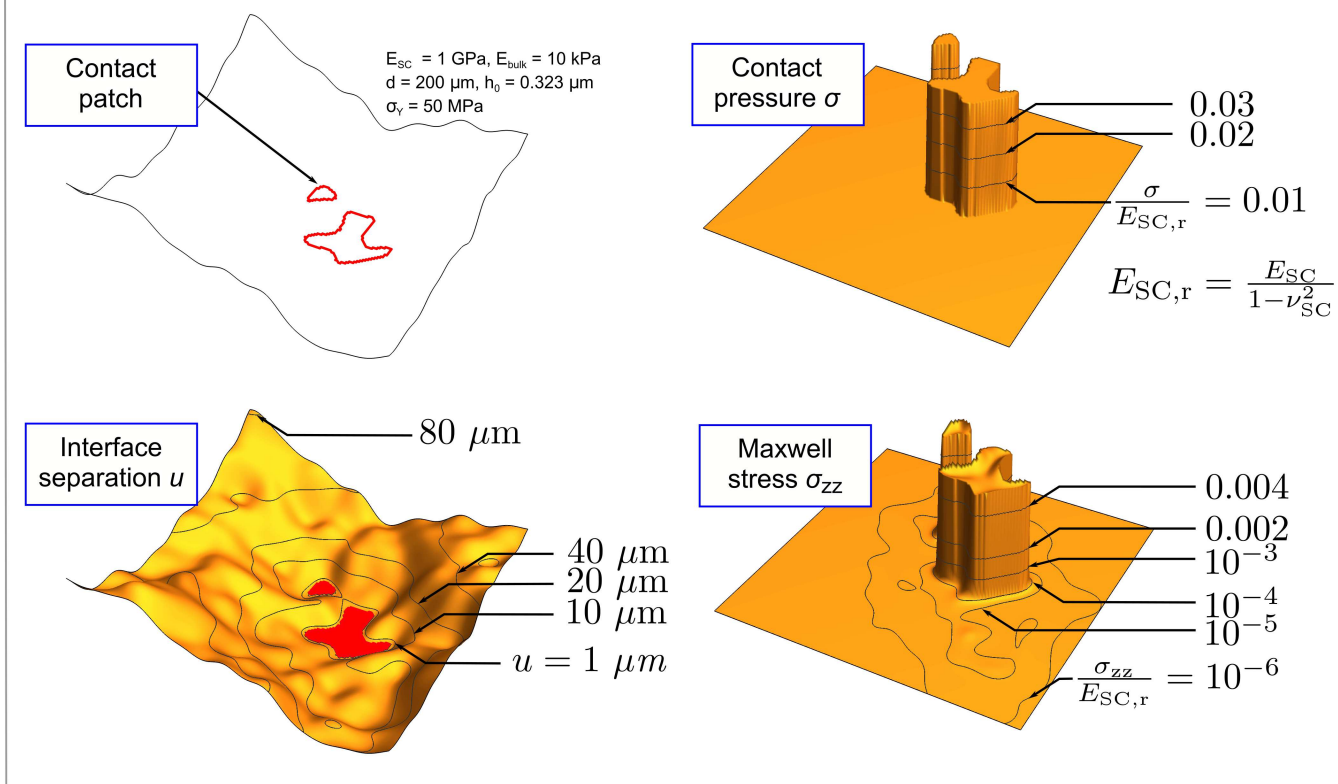 Contact
patch
E_SC = 1 GPa, E_bulk = 10 kPa
d = 200 μm, h₀ = 0.323 μm
σ_Y = 50 MPa
Contact
pressure σ
0.03
0.02
σ/E_SC,r = 0.01
E_SC,r = E_SC/(1−ν²_SC)
Interface
separation u
80 μm
40 μm
20 μm
10 μm
u = 1 μm
Maxwell
stress σ_zz
0.004
0.002
10⁻³
10⁻⁴
10⁻⁵
σ_zz/E_SC,r = 10⁻⁶